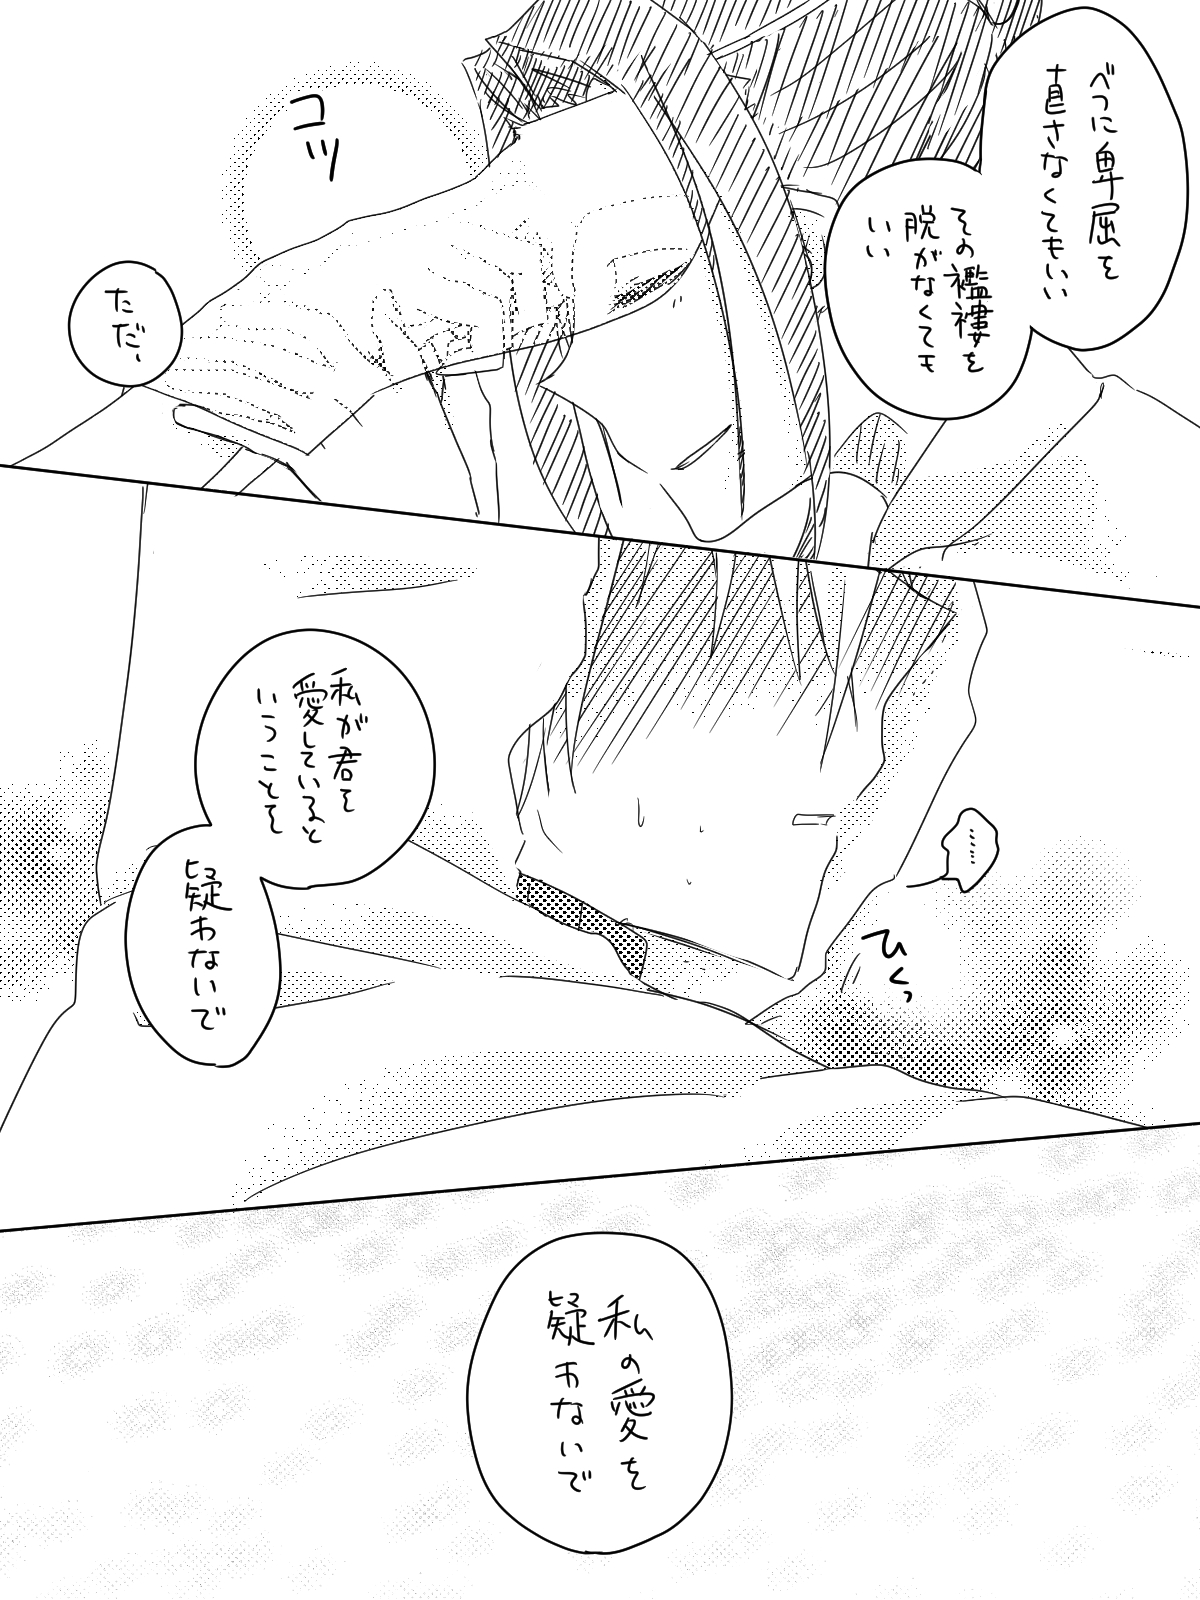 べつに卑屈を
直さなくてもいい
その襤褸を
脱がなくても
いい
コツ
ただ、
私が君を
愛していると
いうことを
疑わないで
……
ひくっ
私の愛を
疑わないで